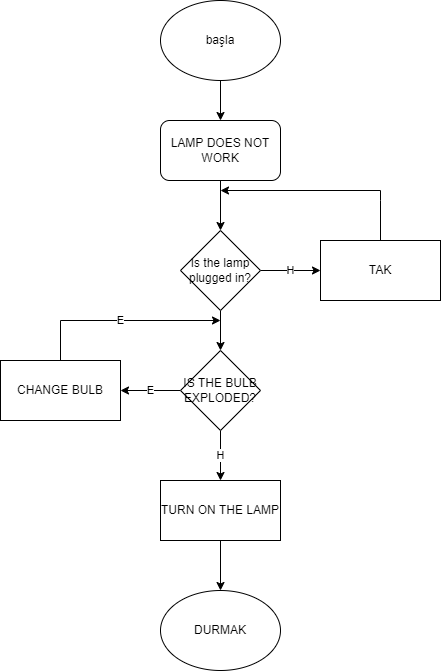 başla
LAMP DOES NOT
WORK
Is the lamp
plugged in?
H
TAK
E
CHANGE BULB
E
IS THE BULB
EXPLODED?
H
TURN ON THE LAMP
DURMAK